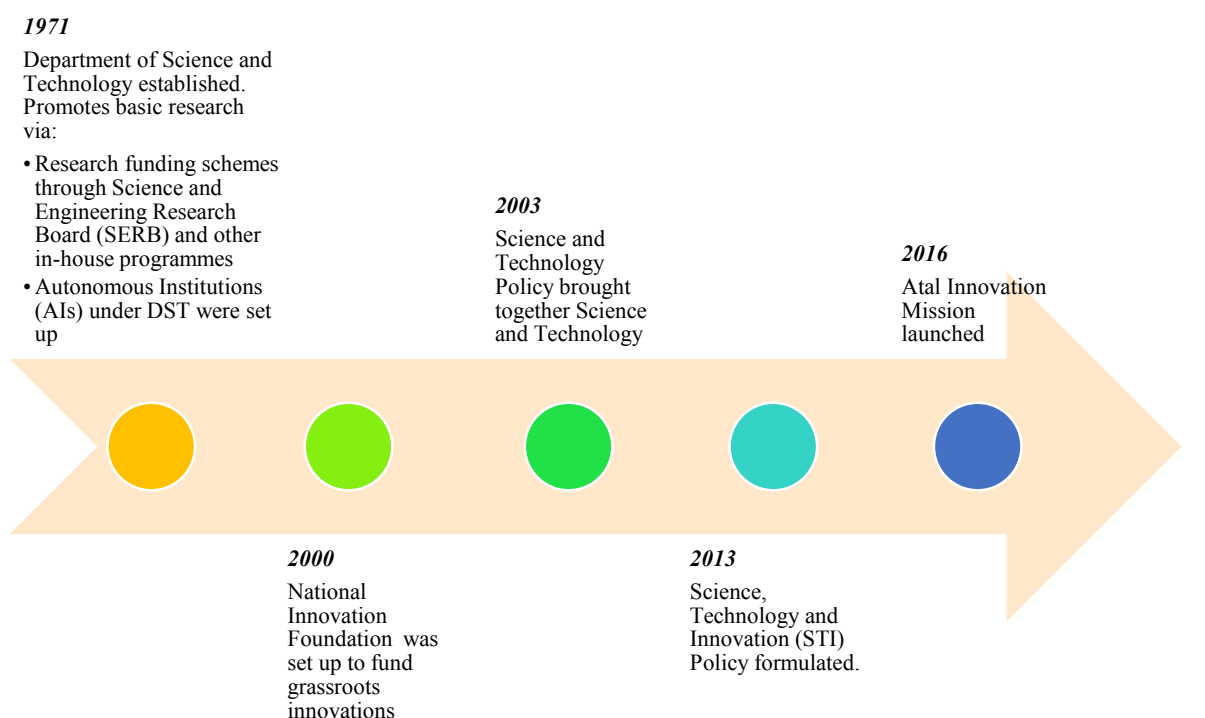 1971
Department of Science and
Technology established.
Promotes basic research
via:
• Research funding schemes
through Science and
Engineering Research
Board (SERB) and other
in-house programmes
• Autonomous Institutions
(AIs) under DST were set
up
2000
National
Innovation
Foundation was
set up to fund
grassroots
innovations
2003
Science and
Technology
Policy brought
together Science
and Technology
2013
Science,
Technology and
Innovation (STI)
Policy formulated.
2016
Atal Innovation
Mission
launched